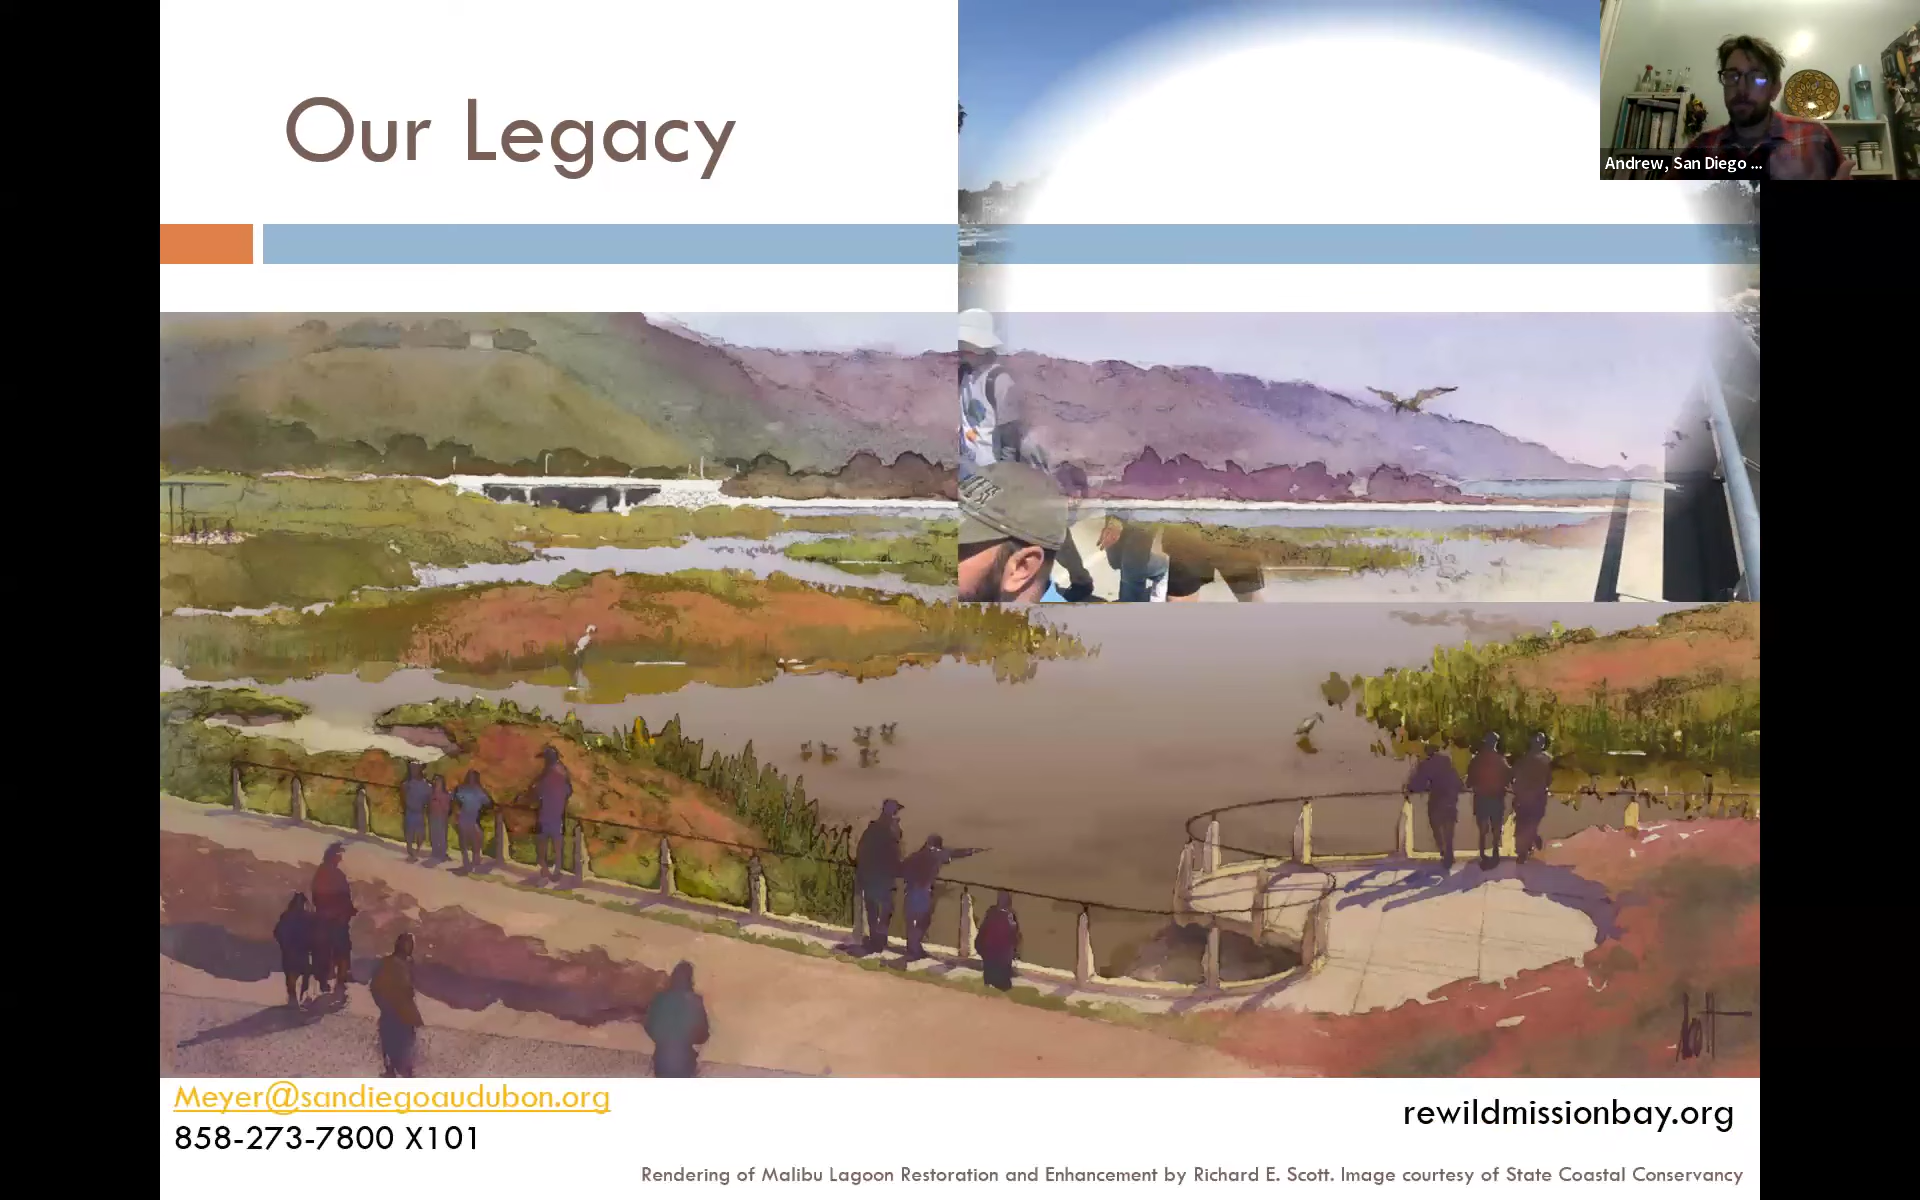 Our Legacy
Andrew, San Diego ...
Meyer@sandiegoaudubon.org
858-273-7800 X101
rewildmissionbay.org
Rendering of Malibu Lagoon Restoration and Enhancement by Richard E. Scott. Image courtesy of State Coastal Conservancy